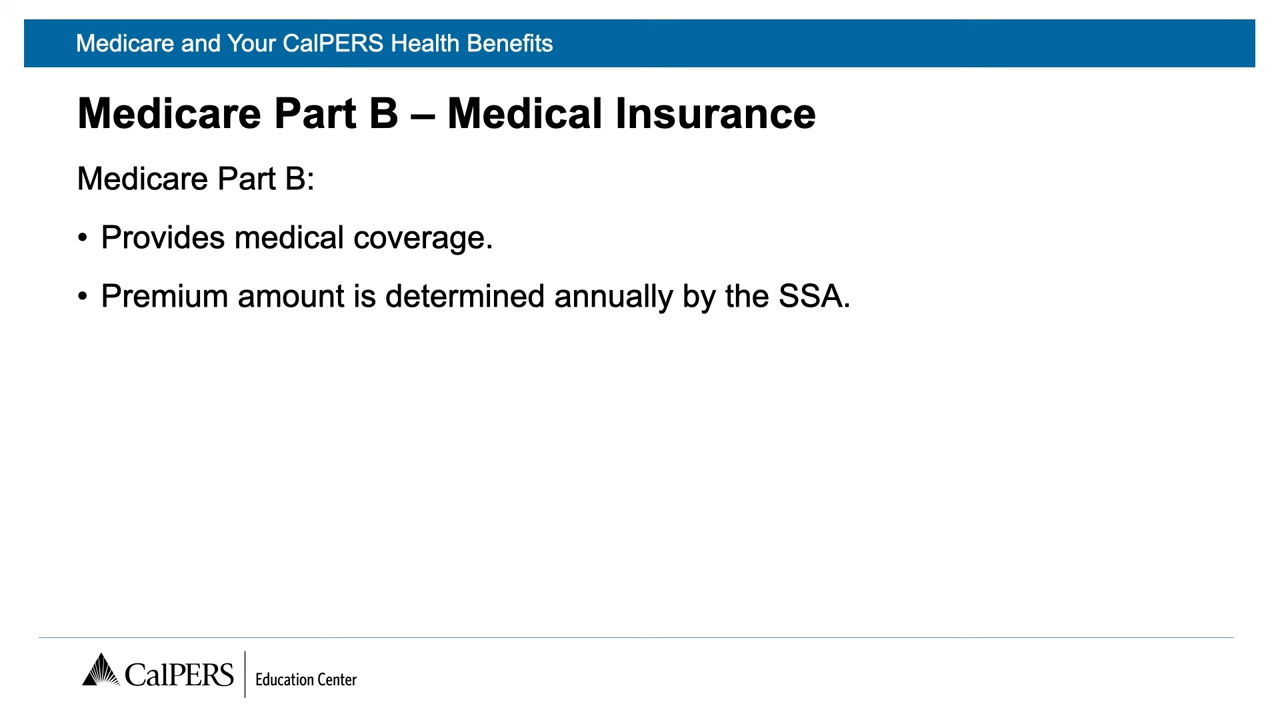 Medicare and Your CalPERS Health Benefits
Medicare Part B – Medical Insurance
Medicare Part B:
• Provides medical coverage.
• Premium amount is determined annually by the SSA.
CalPERS Education Center